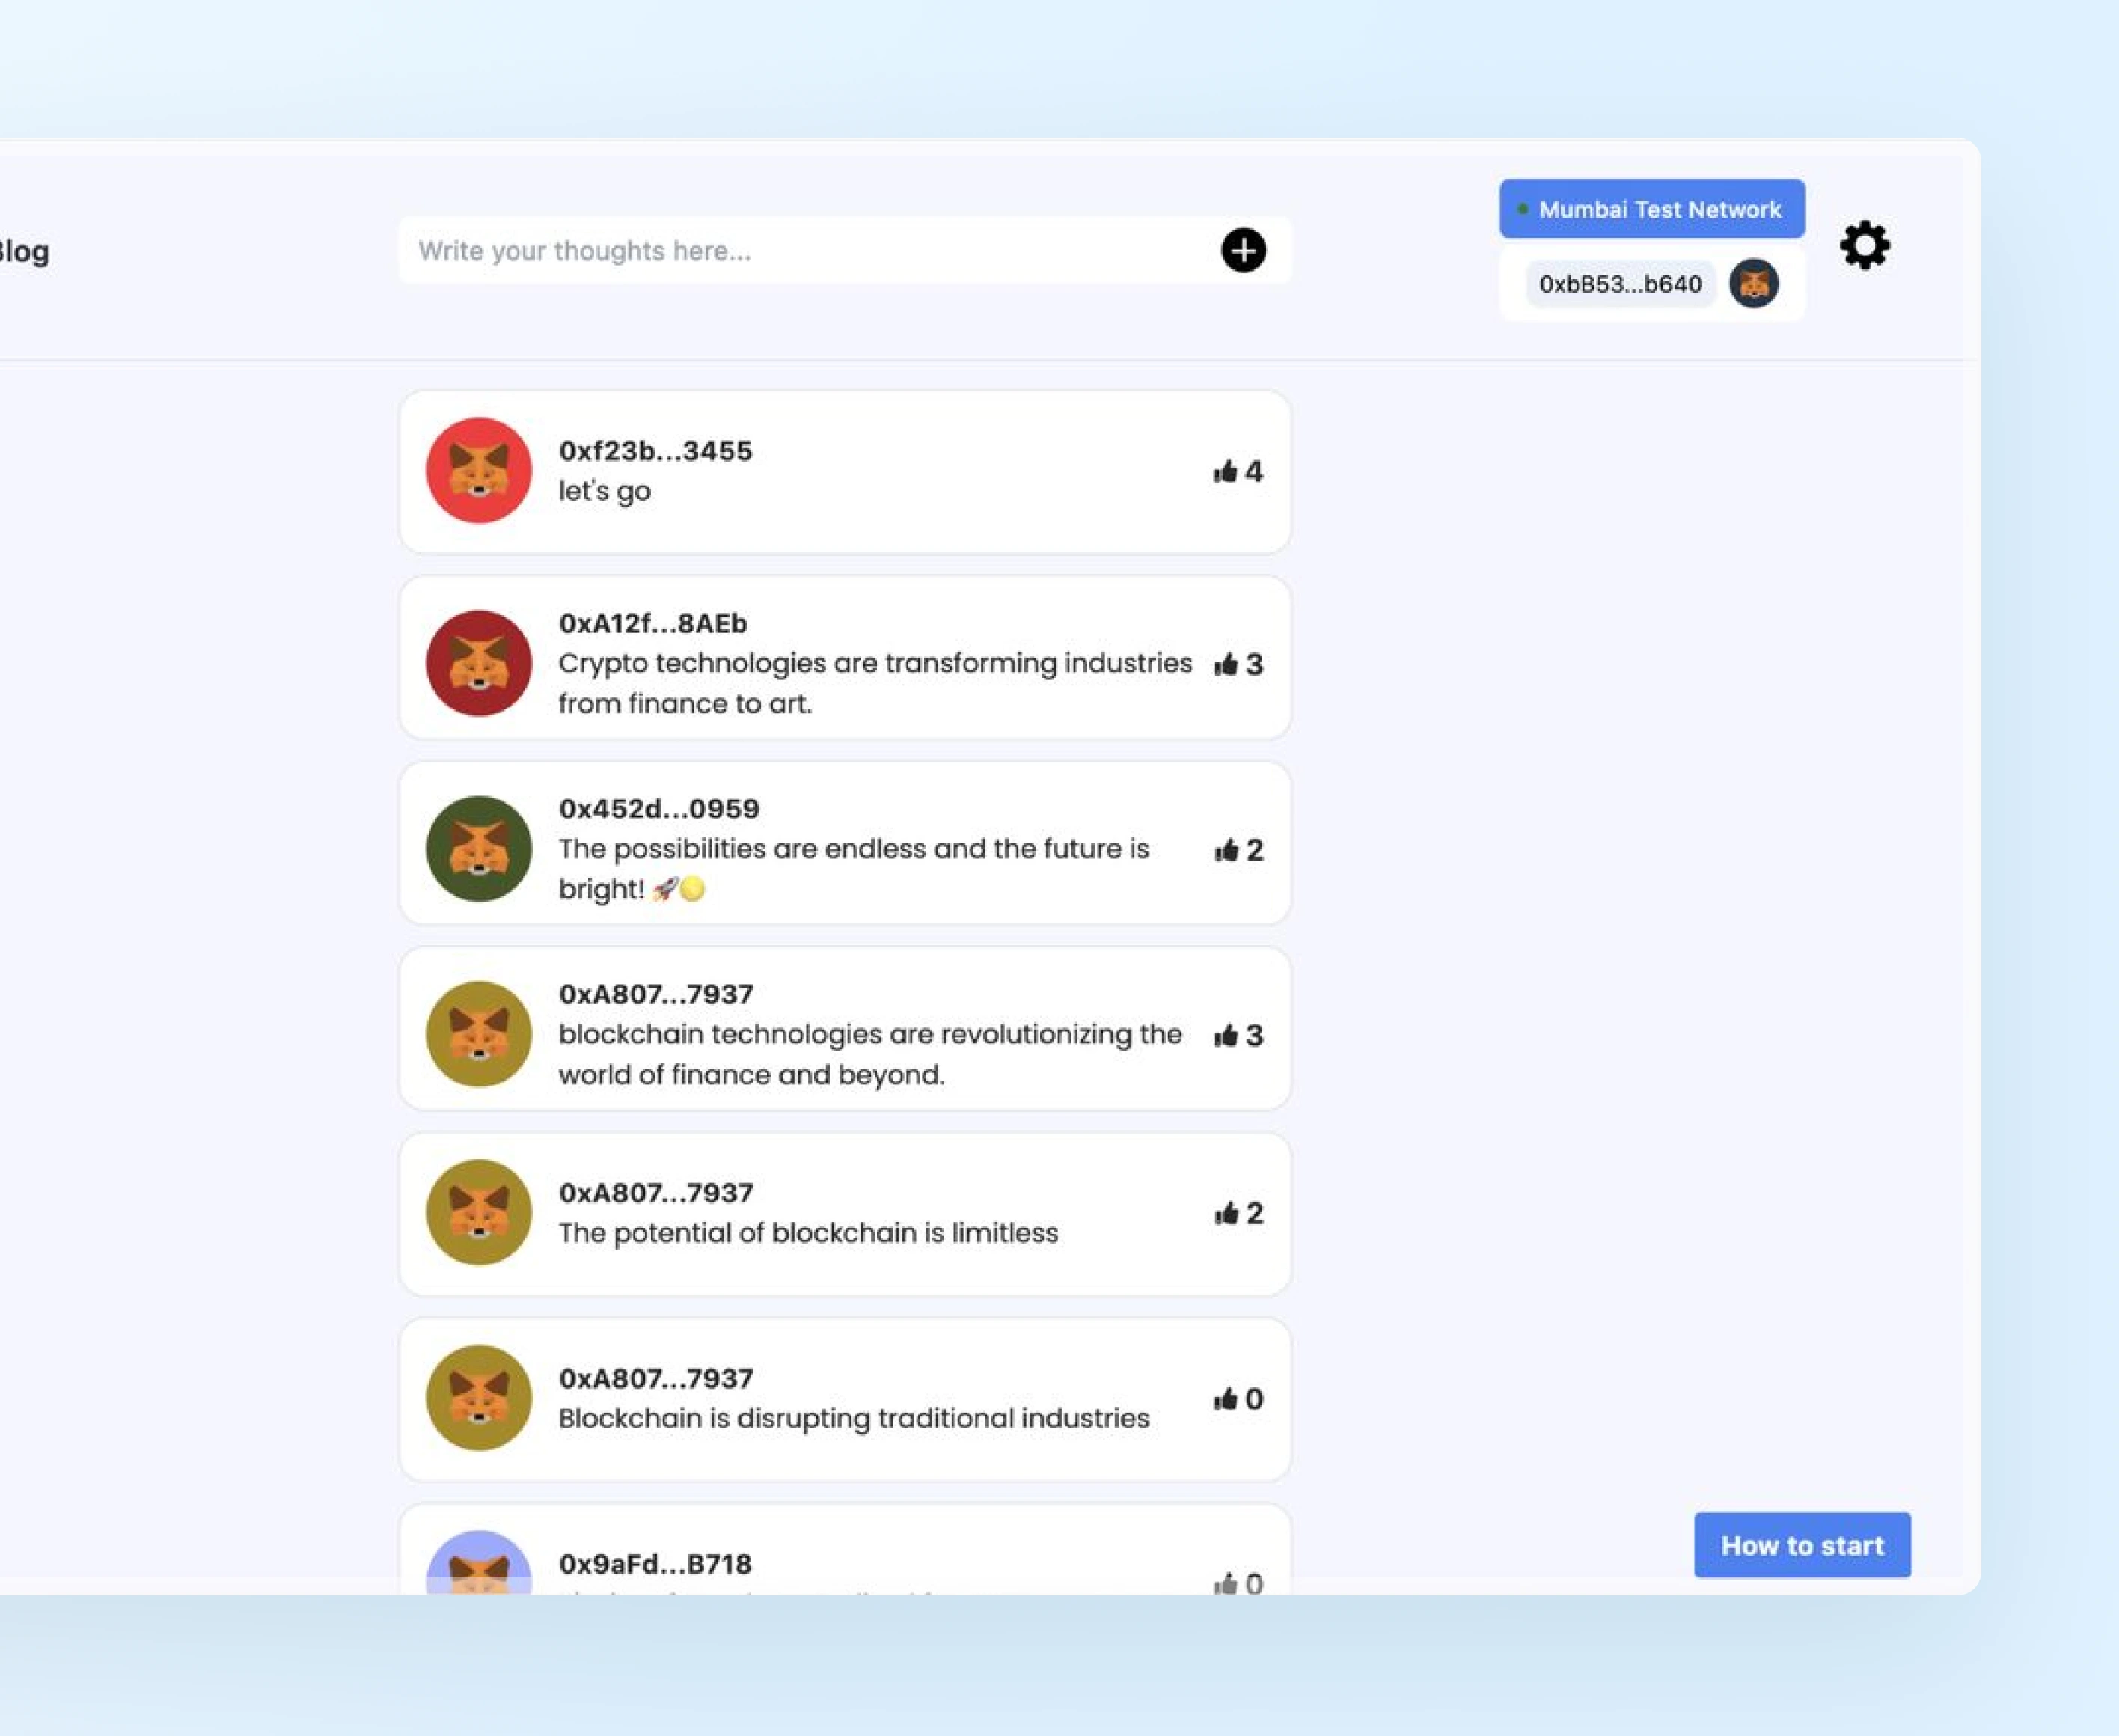 Blog
Write your thoughts here...
Mumbai Test Network
0xbB53...b640
0xf23b...3455
let's go
4
0xA12f...8AEb
Crypto technologies are transforming industries
from finance to art.
3
0x452d...0959
The possibilities are endless and the future is
bright! 🚀🌕
2
0xA807...7937
blockchain technologies are revolutionizing the
world of finance and beyond.
3
0xA807...7937
The potential of blockchain is limitless
2
0xA807...7937
Blockchain is disrupting traditional industries
0
0x9aFd...B718
0
How to start